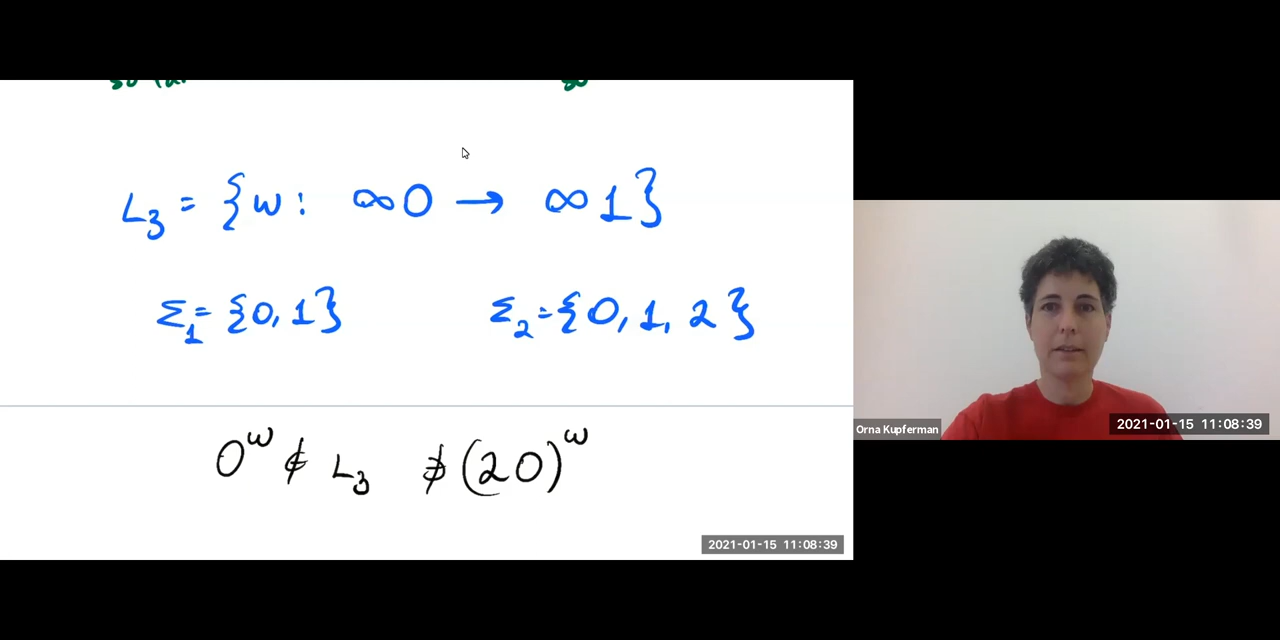 L₃ = {w: ∞0 → ∞1}
Σ₁={0,1} Σ₂={0,1,2}
0^ω ∉ L₃ ∌ (20)^ω
Orna Kupferman
2021-01-15 11:08:39
2021-01-15 11:08:39